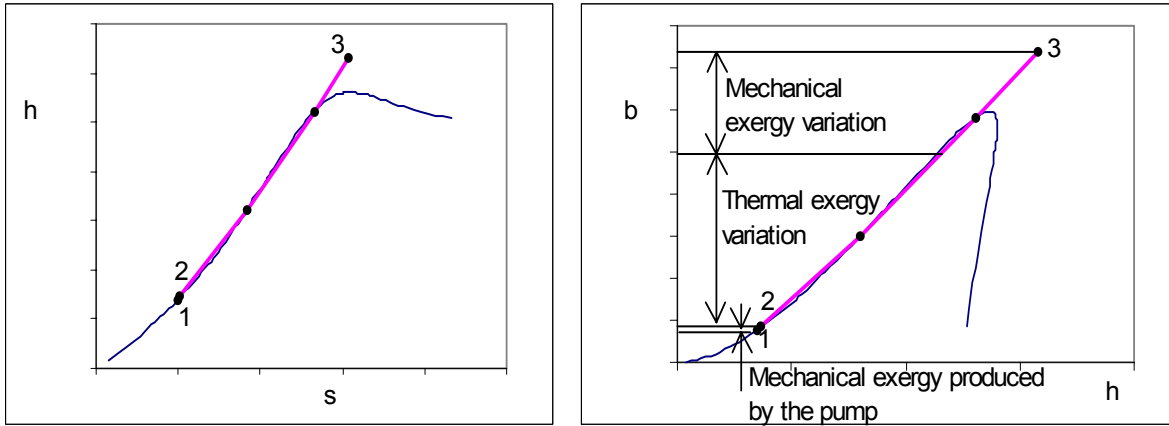 3
h
2
1
s
3
b
Mechanical
exergy variation
Thermal exergy
variation
2
1
Mechanical exergy produced
by the pump
h